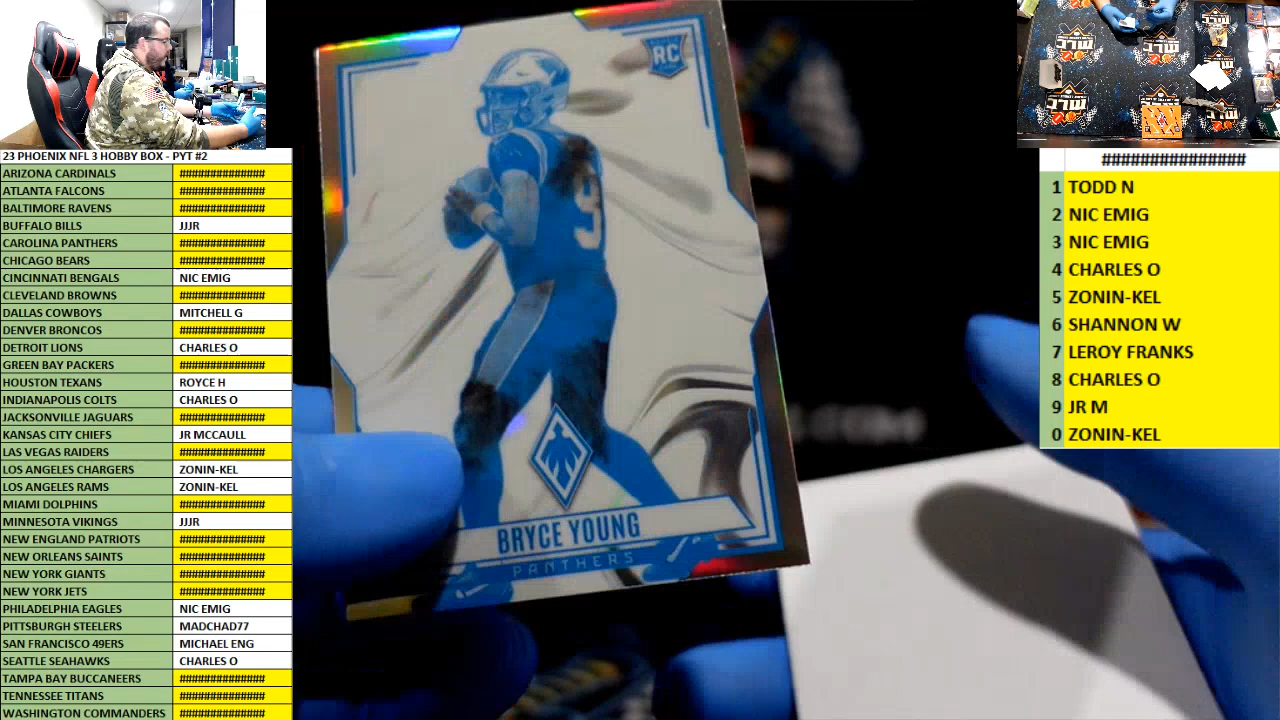 23 PHOENIX NFL 3 HOBBY BOX - PYT #2
ARIZONA CARDINALS ##############
ATLANTA FALCONS ##############
BALTIMORE RAVENS ##############
BUFFALO BILLS JJJR
CAROLINA PANTHERS ##############
CHICAGO BEARS ##############
CINCINNATI BENGALS NIC EMIG
CLEVELAND BROWNS ##############
DALLAS COWBOYS MITCHELL G
DENVER BRONCOS ##############
DETROIT LIONS CHARLES O
GREEN BAY PACKERS ##############
HOUSTON TEXANS ROYCE H
INDIANAPOLIS COLTS CHARLES O
JACKSONVILLE JAGUARS ##############
KANSAS CITY CHIEFS JR MCCAULL
LAS VEGAS RAIDERS ##############
LOS ANGELES CHARGERS ZONIN-KEL
LOS ANGELES RAMS ZONIN-KEL
MIAMI DOLPHINS ##############
MINNESOTA VIKINGS JJJR
NEW ENGLAND PATRIOTS ##############
NEW ORLEANS SAINTS ##############
NEW YORK GIANTS ##############
NEW YORK JETS ##############
PHILADELPHIA EAGLES NIC EMIG
PITTSBURGH STEELERS MADCHAD77
SAN FRANCISCO 49ERS MICHAEL ENG
SEATTLE SEAHAWKS CHARLES O
TAMPA BAY BUCCANEERS ##############
TENNESSEE TITANS ##############
WASHINGTON COMMANDERS ##############
RC
9
BRYCE YOUNG
PANTHERS
###############
1 TODD N
2 NIC EMIG
3 NIC EMIG
4 CHARLES O
5 ZONIN-KEL
6 SHANNON W
7 LEROY FRANKS
8 CHARLES O
9 JR M
0 ZONIN-KEL